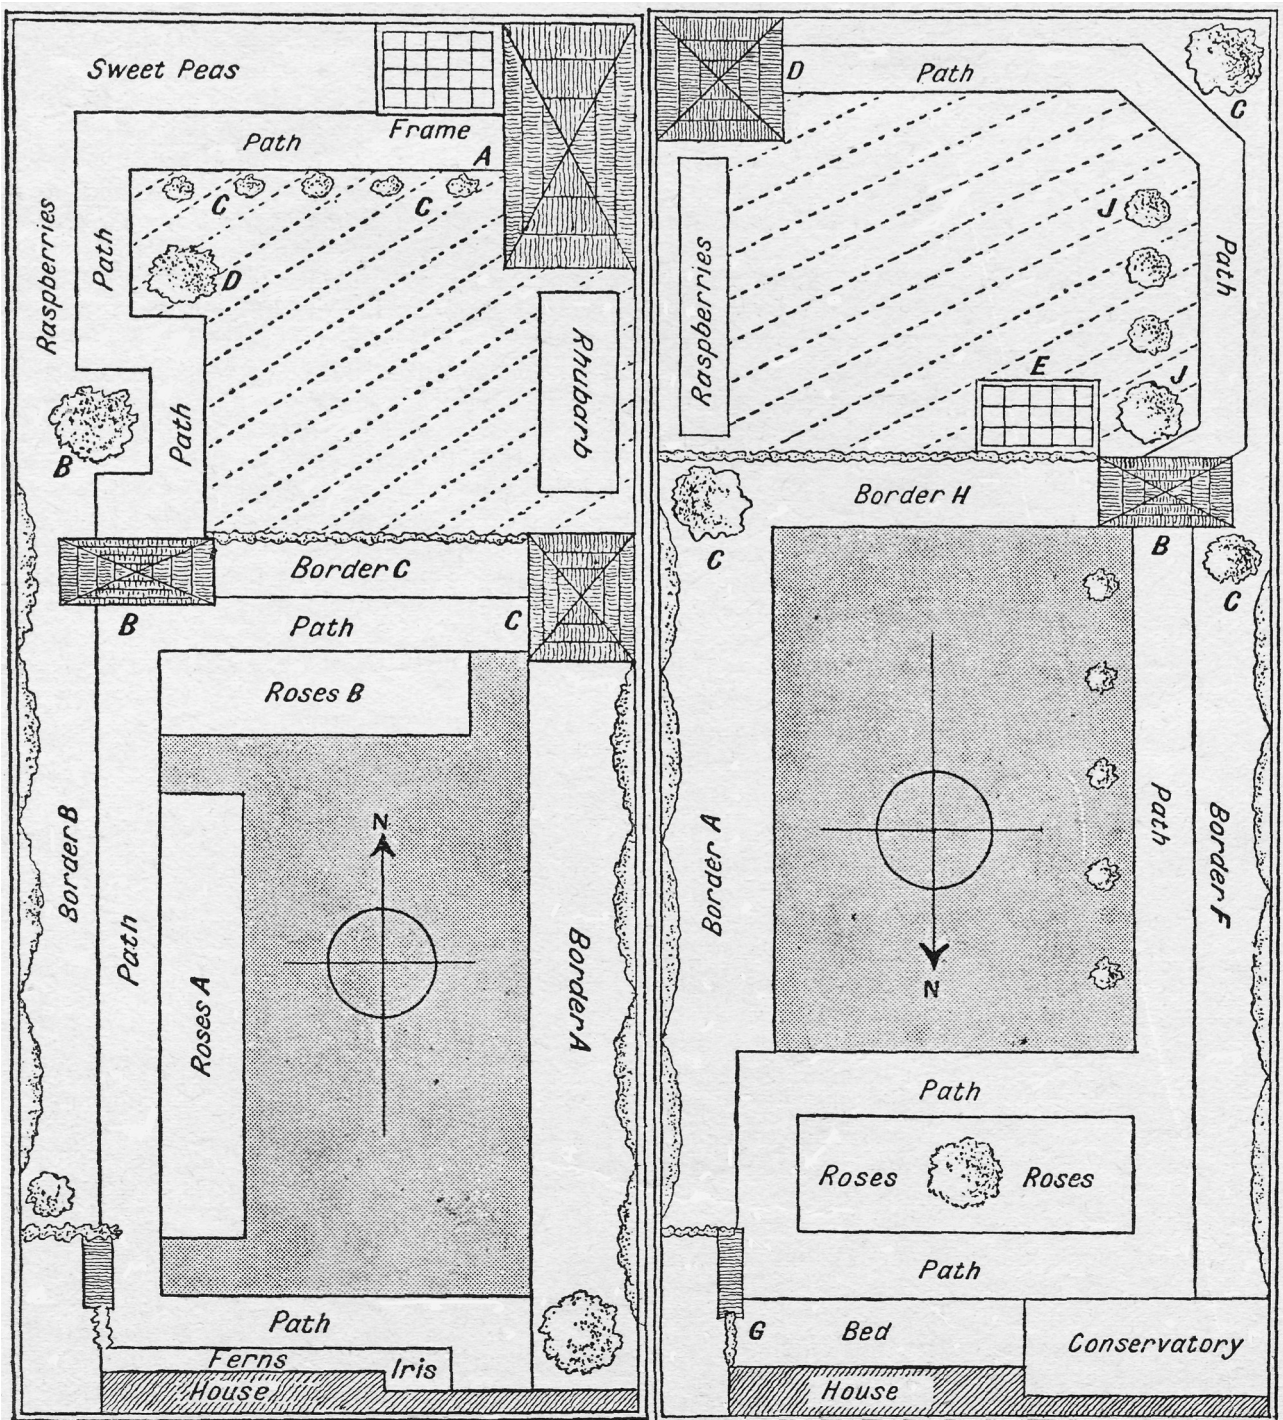 Sweet Peas
Frame
Path
A
C
C
Raspberries
Path
D
Rhubarb
Path
B
Border C
B
Path
C
Roses B
Border B
N
Path
Roses A
Border A
Path
Ferns
Iris
House
D
Path
C
J
Raspberries
Path
E
J
Border H
C
B
C
Border A
Path
Border F
N
Path
Roses
Roses
Path
G
Bed
Conservatory
House